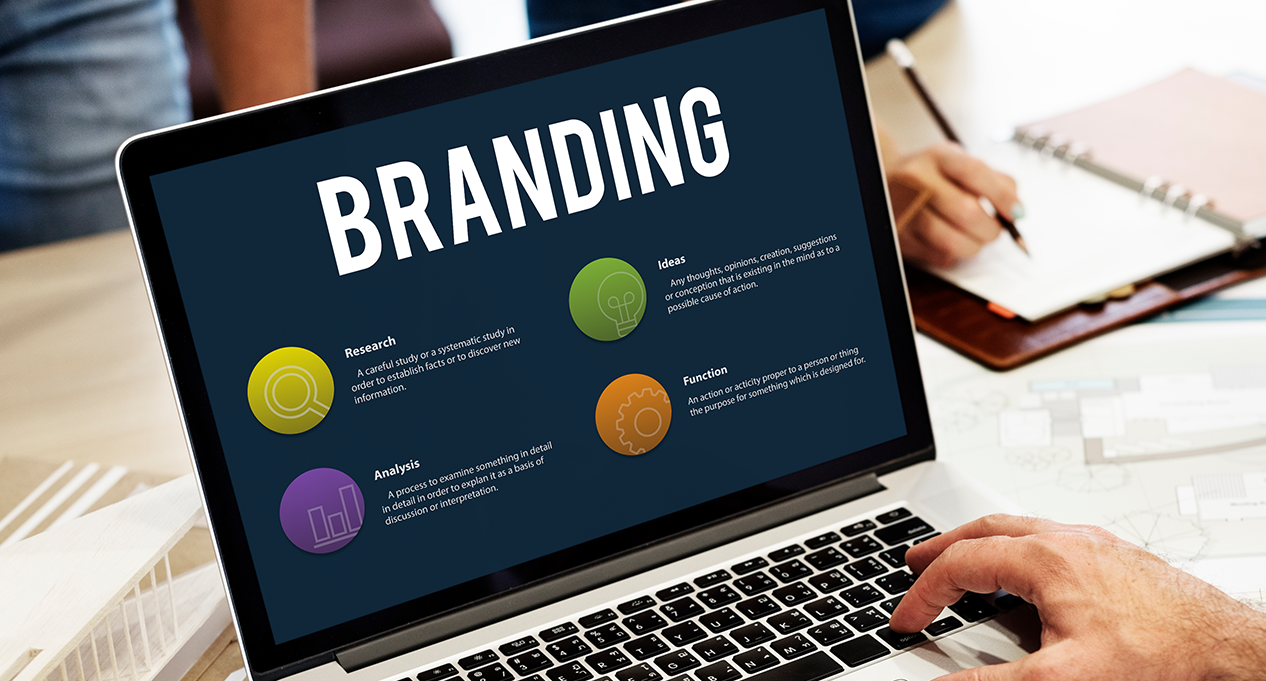 BRANDING
Research
A careful study or a systematic study in
order to establish facts or to discover new
information.
Analysis
A process to examine something in detail
in detail in order to explan it as a basis of
discussion or interpretation.
Ideas
Any thoughts, opinions, creation, suggestions
or conception that is existing in the mind as to a
possible cause of action.
Function
An action or acticity proper to a person or thing
the purpose for something which is designed for.